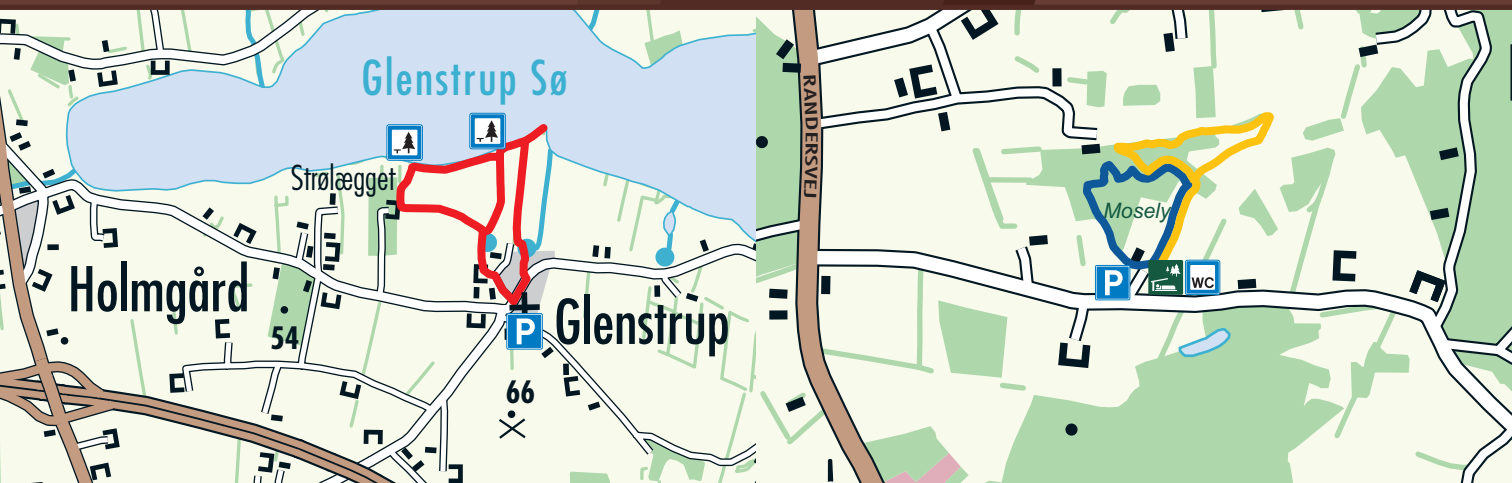 Glenstrup Sø
Strølægget
Holmgård
54
P
Glenstrup
66
RANDERSVEJ
Mosely
P
WC